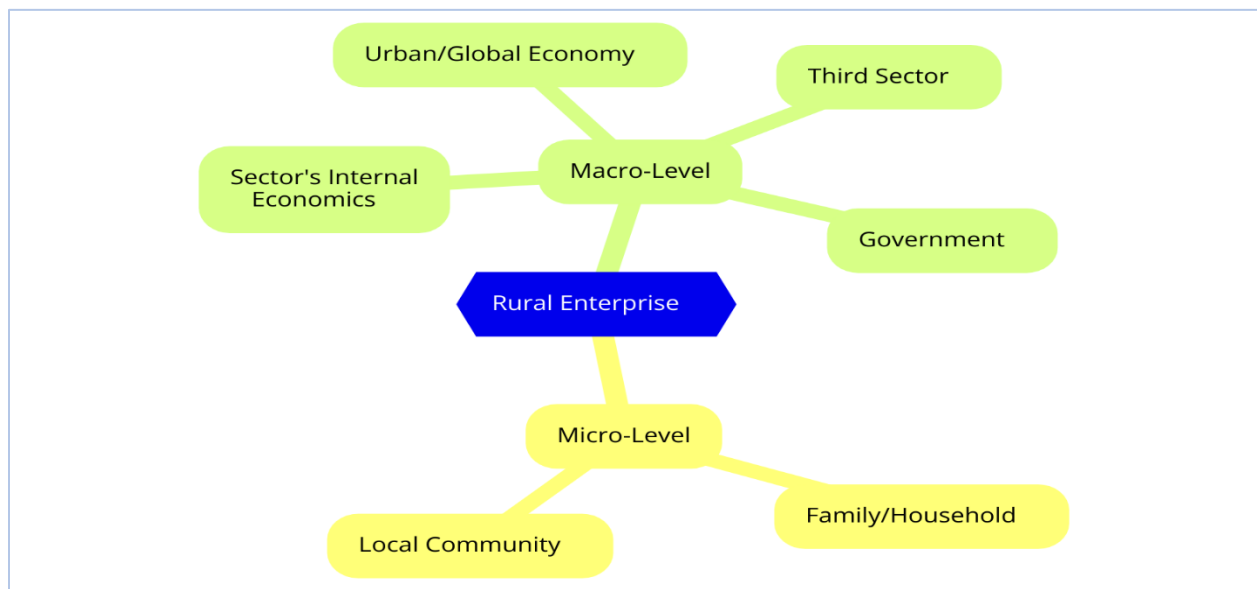 Urban/Global Economy
Third Sector
Macro-Level
Sector's Internal
Economics
Government
Rural Enterprise
Micro-Level
Family/Household
Local Community